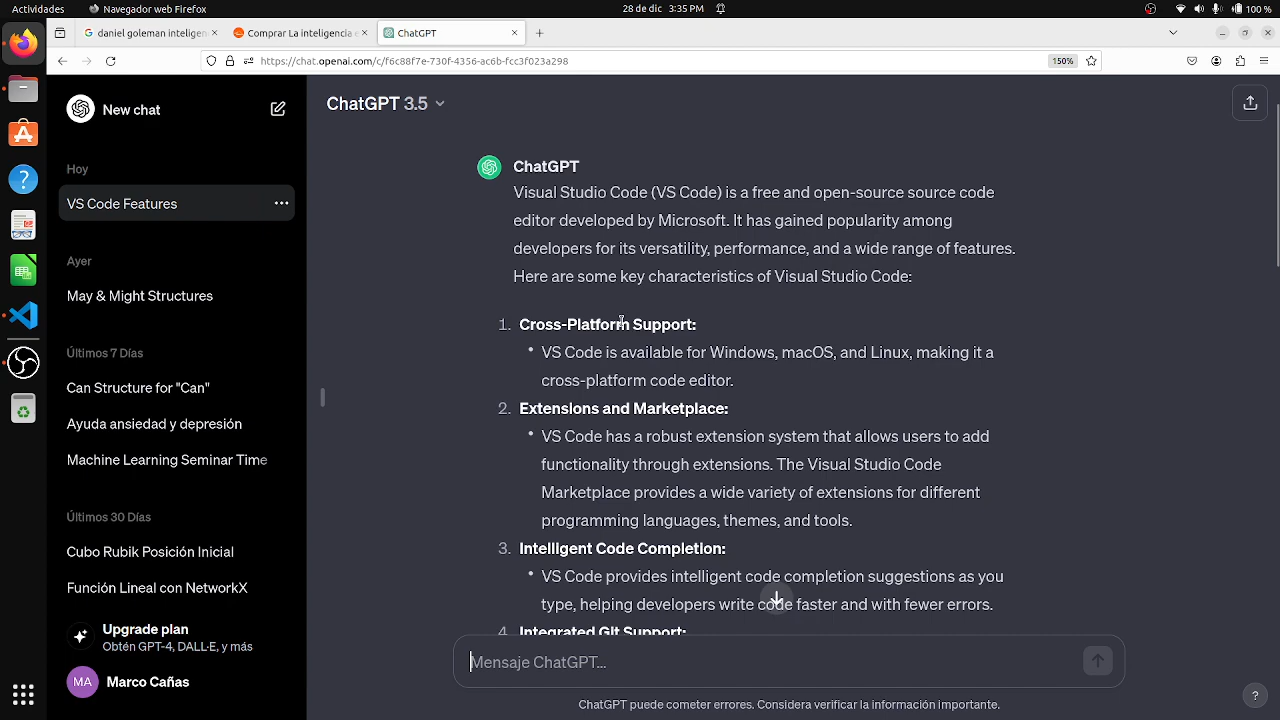 Actividades
Navegador web Firefox
28 de dic 3:35 PM
100 %
daniel goleman inteligen
Comprar La inteligencia e
ChatGPT
https://chat.openai.com/c/f6c88f7e-730f-4356-ac6b-fcc3f023a298
150%
New chat
Hoy
VS Code Features
Ayer
May & Might Structures
Últimos 7 Días
Can Structure for "Can"
Ayuda ansiedad y depresión
Machine Learning Seminar Time
Últimos 30 Días
Cubo Rubik Posición Inicial
Función Lineal con NetworkX
Upgrade plan
Obtén GPT-4, DALL·E, y más
MA
Marco Cañas
ChatGPT 3.5
ChatGPT
Visual Studio Code (VS Code) is a free and open-source source code
editor developed by Microsoft. It has gained popularity among
developers for its versatility, performance, and a wide range of features.
Here are some key characteristics of Visual Studio Code:
1. Cross-Platform Support:
• VS Code is available for Windows, macOS, and Linux, making it a
cross-platform code editor.
2. Extensions and Marketplace:
• VS Code has a robust extension system that allows users to add
functionality through extensions. The Visual Studio Code
Marketplace provides a wide variety of extensions for different
programming languages, themes, and tools.
3. Intelligent Code Completion:
• VS Code provides intelligent code completion suggestions as you
type, helping developers write code faster and with fewer errors.
4. Integrated Git Support:
Mensaje ChatGPT...
ChatGPT puede cometer errores. Considera verificar la información importante.
?